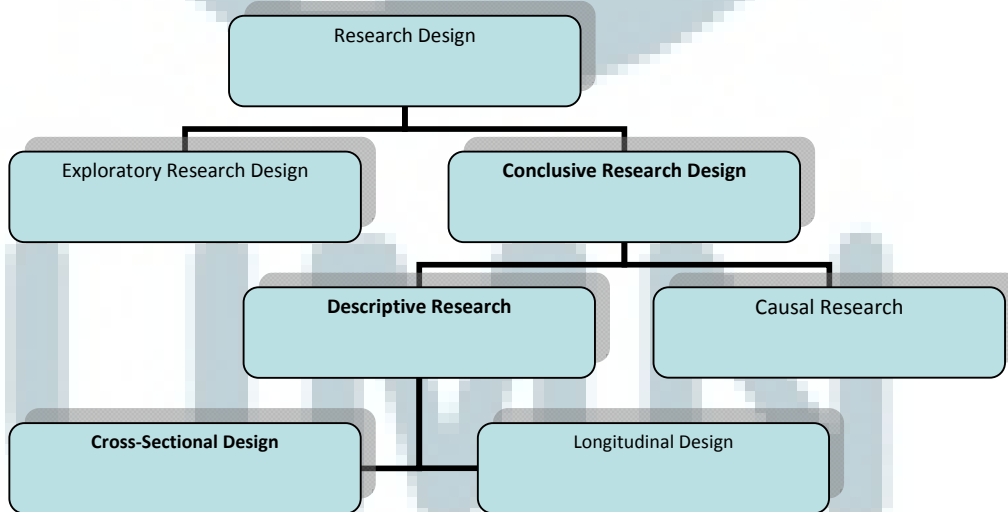 Research Design
Exploratory Research Design
Conclusive Research Design
Descriptive Research
Causal Research
Cross-Sectional Design
Longitudinal Design